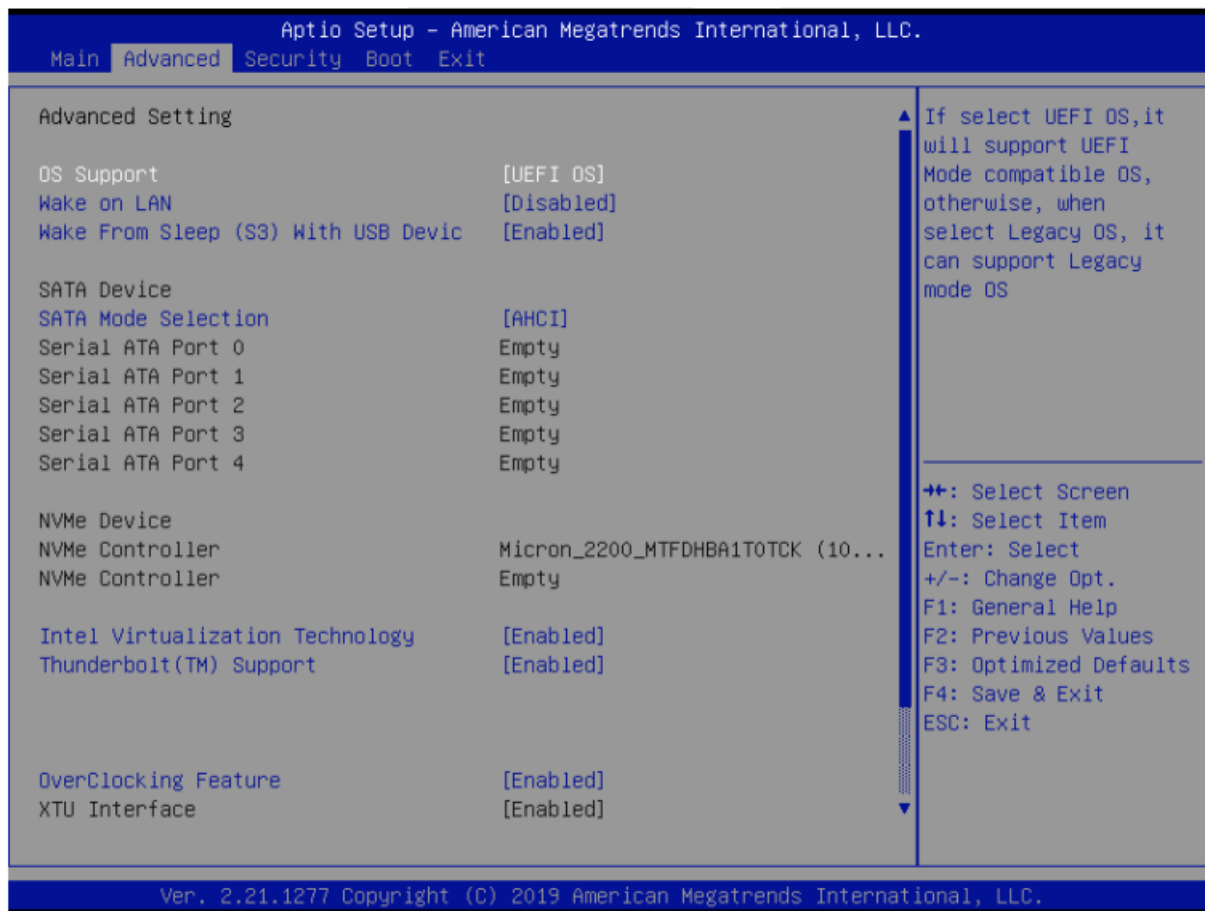 Aptio Setup – American Megatrends International, LLC.
Main Advanced Security Boot Exit
Advanced Setting
OS Support [UEFI OS]
Wake on LAN [Disabled]
Wake From Sleep (S3) With USB Devic [Enabled]
SATA Device
SATA Mode Selection [AHCI]
Serial ATA Port 0 Empty
Serial ATA Port 1 Empty
Serial ATA Port 2 Empty
Serial ATA Port 3 Empty
Serial ATA Port 4 Empty
NVMe Device
NVMe Controller Micron_2200_MTFDHBA1T0TCK (10...
NVMe Controller Empty
Intel Virtualization Technology [Enabled]
Thunderbolt(TM) Support [Enabled]
OverClocking Feature [Enabled]
XTU Interface [Enabled]
If select UEFI OS,it
will support UEFI
Mode compatible OS,
otherwise, when
select Legacy OS, it
can support Legacy
mode OS
→←: Select Screen
↑↓: Select Item
Enter: Select
+/-: Change Opt.
F1: General Help
F2: Previous Values
F3: Optimized Defaults
F4: Save & Exit
ESC: Exit
Ver. 2.21.1277 Copyright (C) 2019 American Megatrends International, LLC.